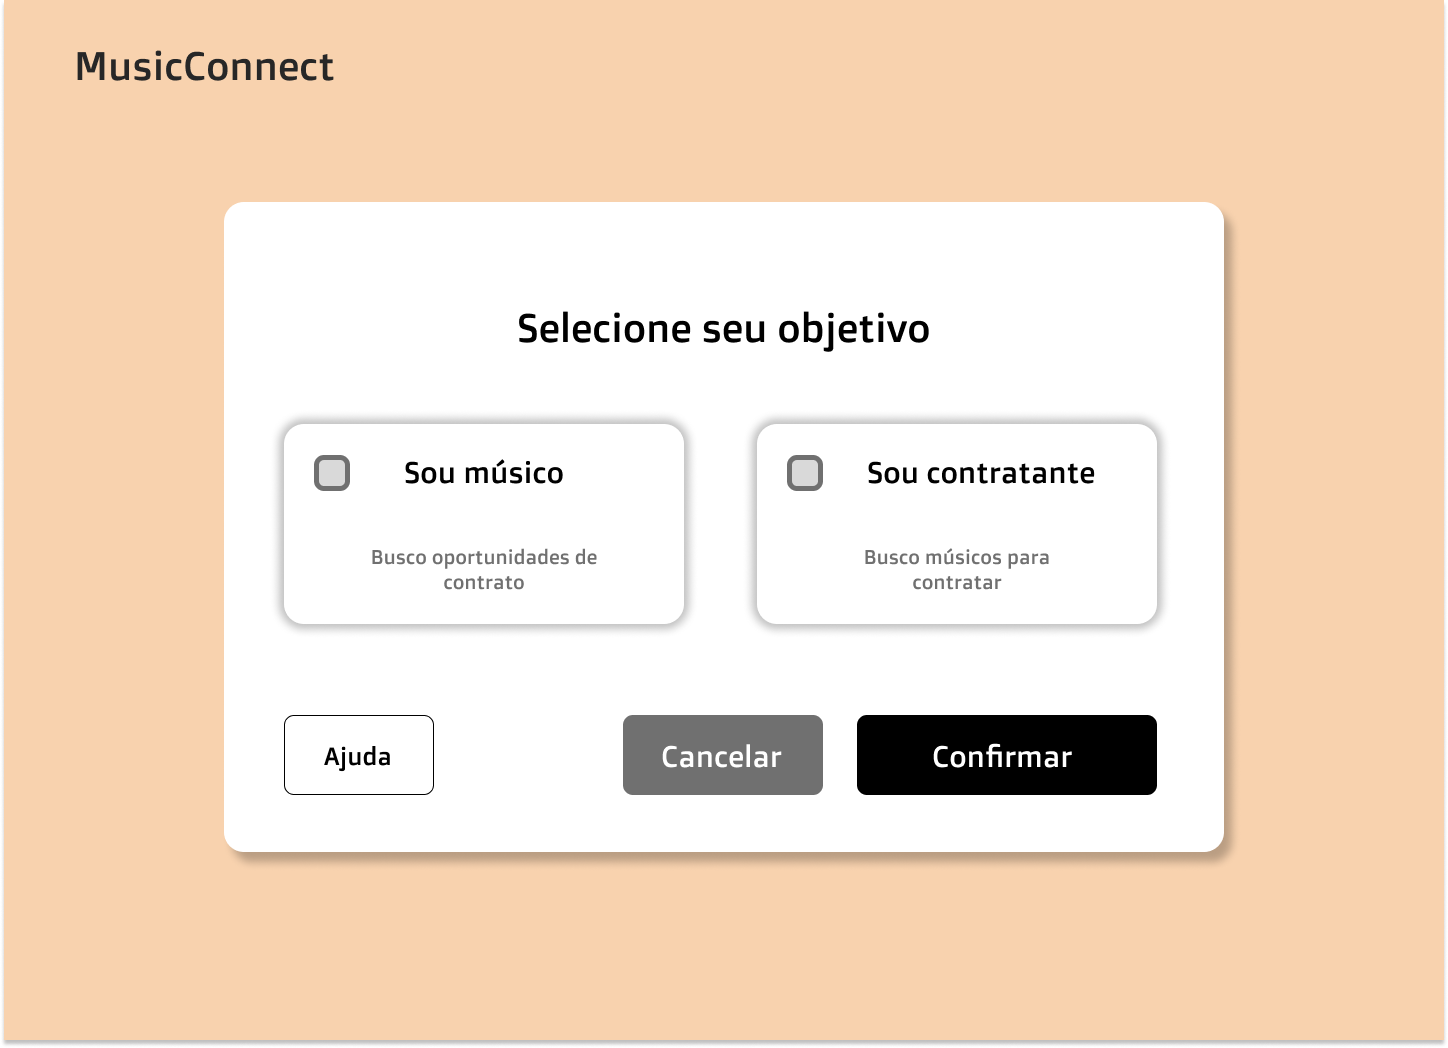 MusicConnect
Selecione seu objetivo
Sou músico
Busco oportunidades de
contrato
Sou contratante
Busco músicos para
contratar
Ajuda
Cancelar
Confirmar